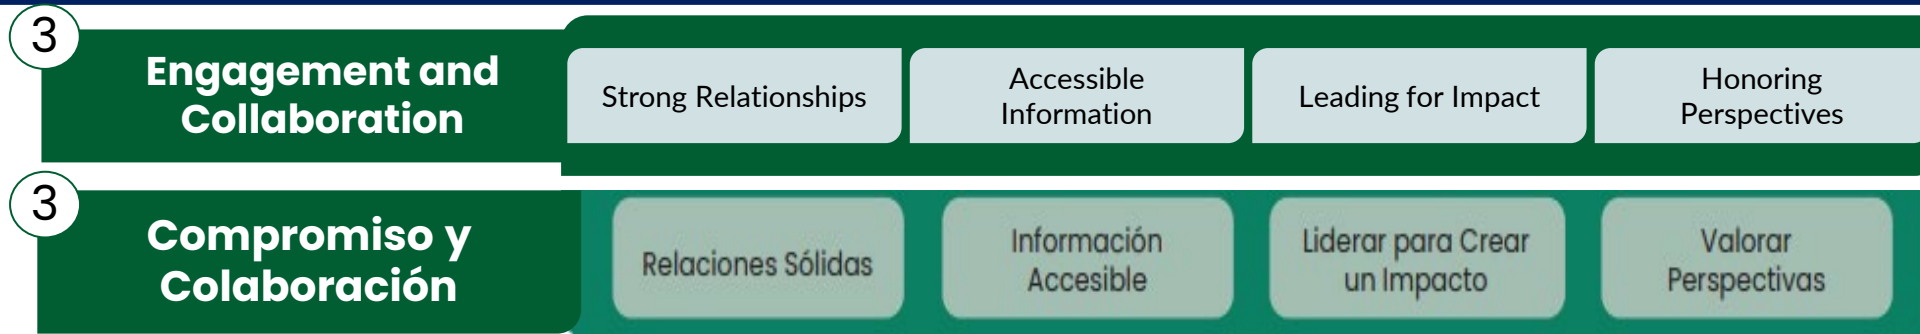 3
Engagement and
Collaboration
Strong Relationships
Accessible
Information
Leading for Impact
Honoring
Perspectives
3
Compromiso y
Colaboración
Relaciones Sólidas
Información
Accesible
Liderar para Crear
un Impacto
Valorar
Perspectivas